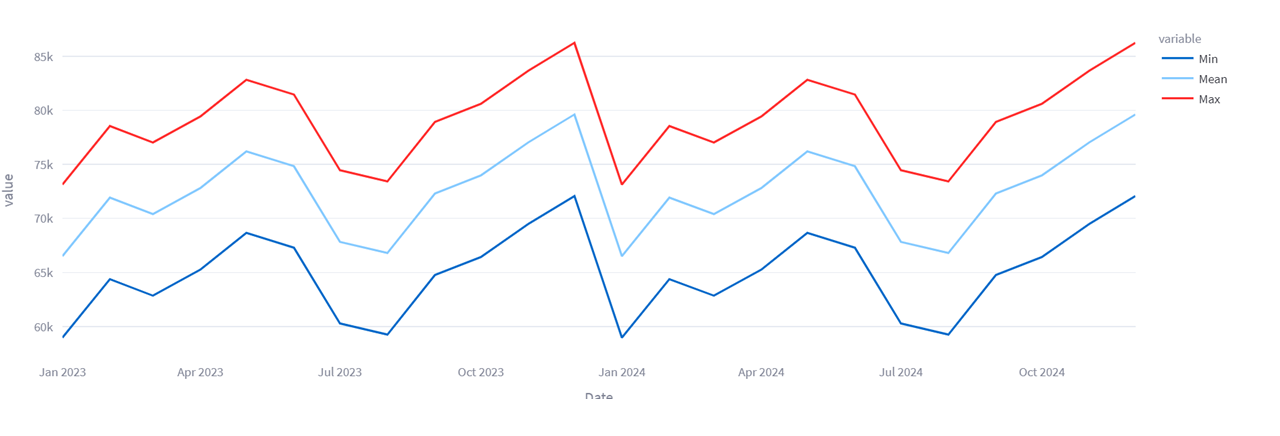 variable
Min
Mean
Max
value
85k
80k
75k
70k
65k
60k
Jan 2023
Apr 2023
Jul 2023
Oct 2023
Jan 2024
Apr 2024
Jul 2024
Oct 2024
Date